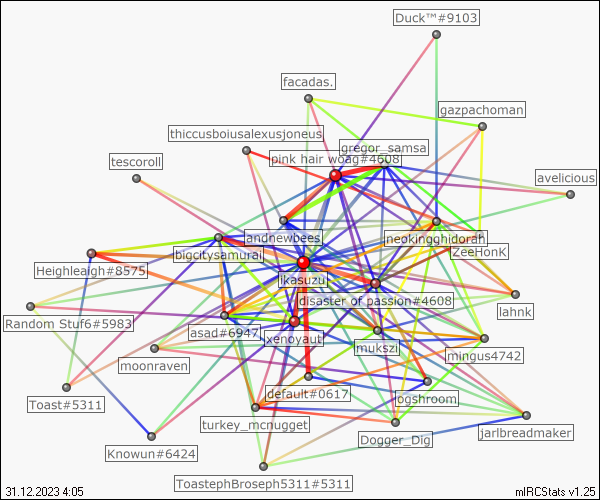 Duck™#9103
facadas.
gazpachoman
thiccusboiusalexusjoneus
gregor_samsa
pink hair woag#4608
tescoroll
avelicious
andnewbees
neokingghidorah
ZeeHonK
bigcitysamurai
Heighleaigh#8575
ikasuzu
disaster of passion#4608
lahnk
Random Stuf6#5983
asad#6947
xenoyauti
mukszi
mingus4742
moonraven
default#0617
ogshroom
Toast#5311
turkey_mcnugget
Dogger_Dig
jarlbreadmaker
Knowun#6424
ToastephBroseph5311#5311
31.12.2023 4:05
mIRCStats v1.25